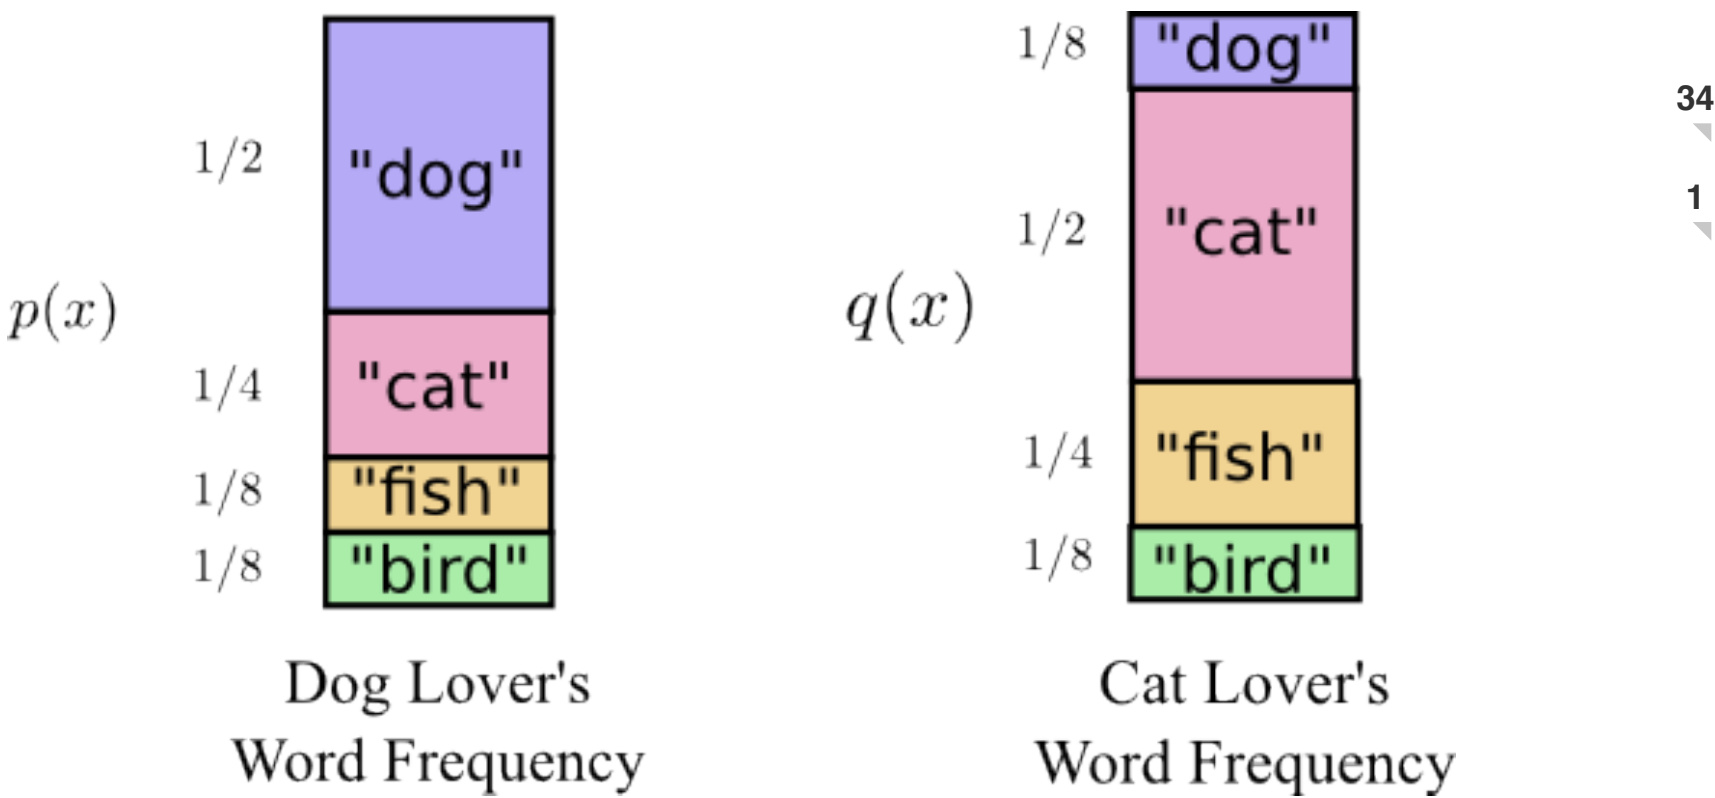 p(x)
1/2
"dog"
1/4
"cat"
1/8
"fish"
1/8
"bird"
Dog Lover's
Word Frequency
q(x)
1/8
"dog"
1/2
"cat"
1/4
"fish"
1/8
"bird"
Cat Lover's
Word Frequency
34
1